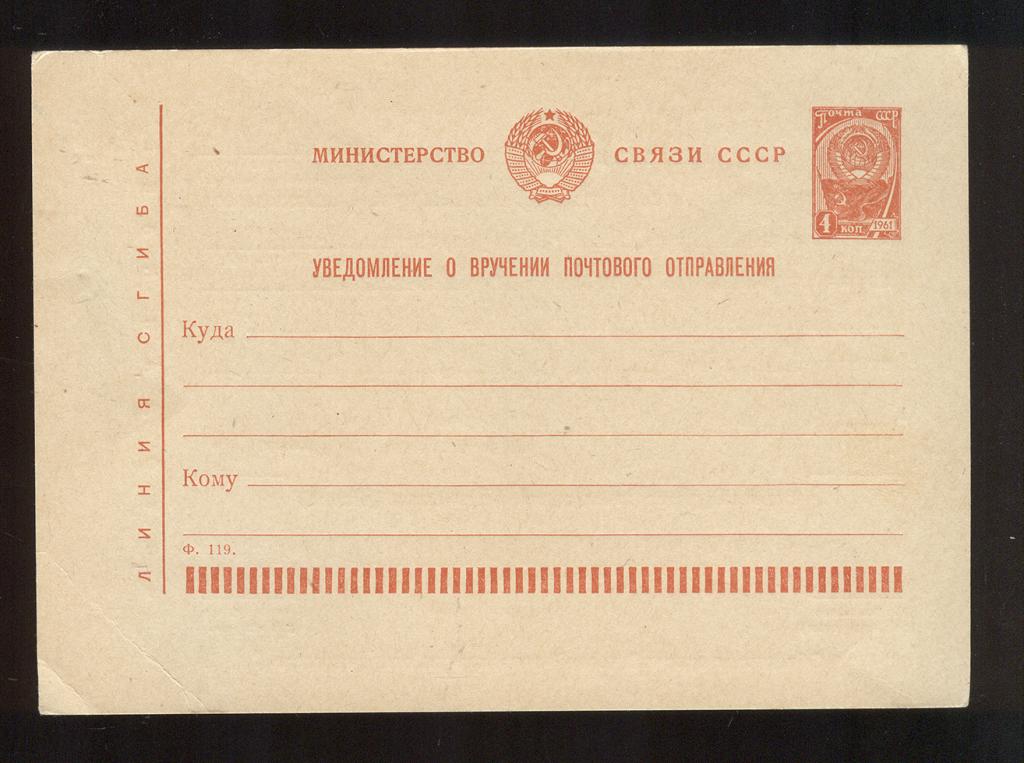 ЛИНИЯ СГИБА
МИНИСТЕРСТВО СВЯЗИ СССР
Почта СССР
4 КОП. 1961
УВЕДОМЛЕНИЕ О ВРУЧЕНИИ ПОЧТОВОГО ОТПРАВЛЕНИЯ
Куда
Кому
Ф. 119.